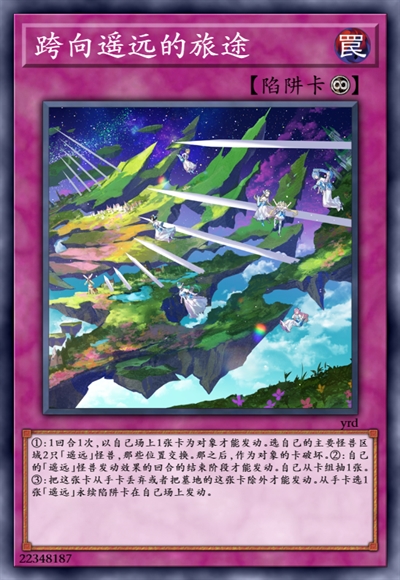 跨向遥远的旅途
罠
【陷阱卡】
yrd
①：1回合1次，以自己场上1张卡为对象才能发动。选自己的主要怪兽区
域2只「遥远」怪兽，那些位置交换。那之后，作为对象的卡破坏。②：自己
的「遥远」怪兽发动效果的回合的结束阶段才能发动。自己从卡组抽1张。
③：把这张卡从手卡丢弃或者把墓地的这张卡除外才能发动。从手卡选1
张「遥远」永续陷阱卡在自己场上发动。
22348187